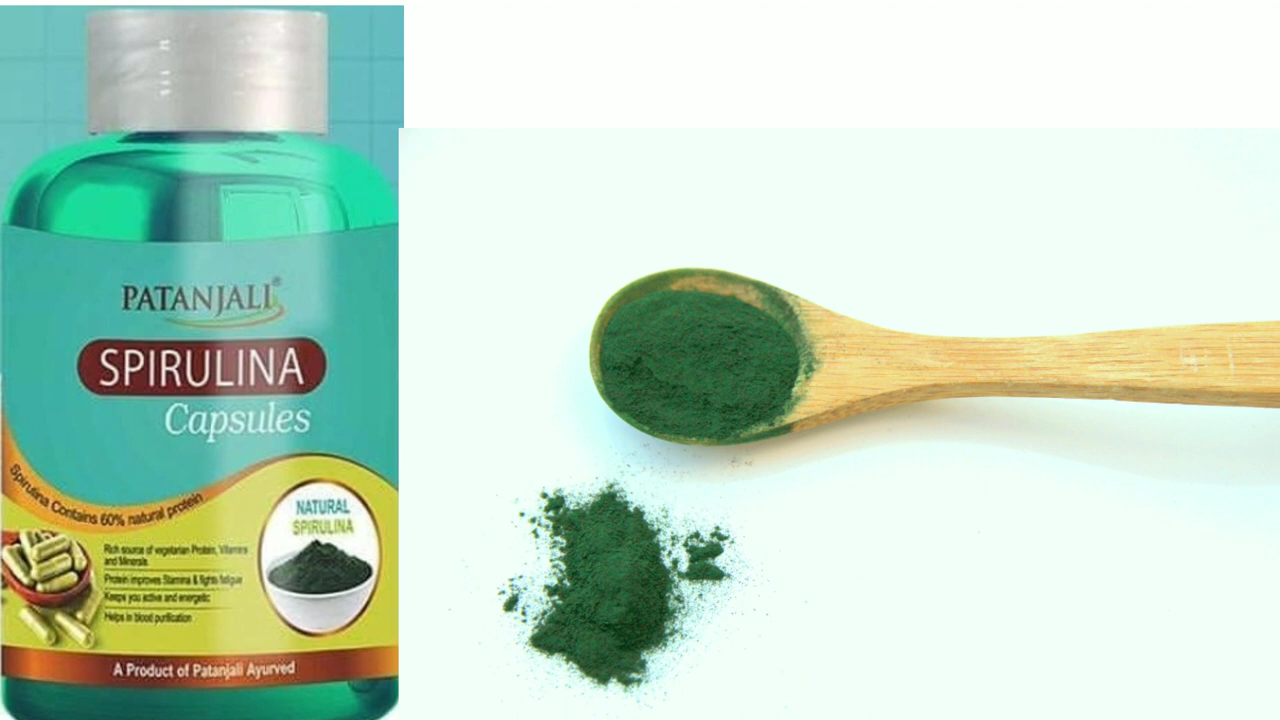 PATANJALI®
SPIRULINA
Capsules
Spirulina Contains 60% natural protein
NATURAL
SPIRULINA
Rich source of vegetarian Protein, Vitamins
and Minerals
Protein improves Stamina & fights fatigue
Keeps you active and energetic
Helps in blood purification
A Product of Patanjali Ayurved